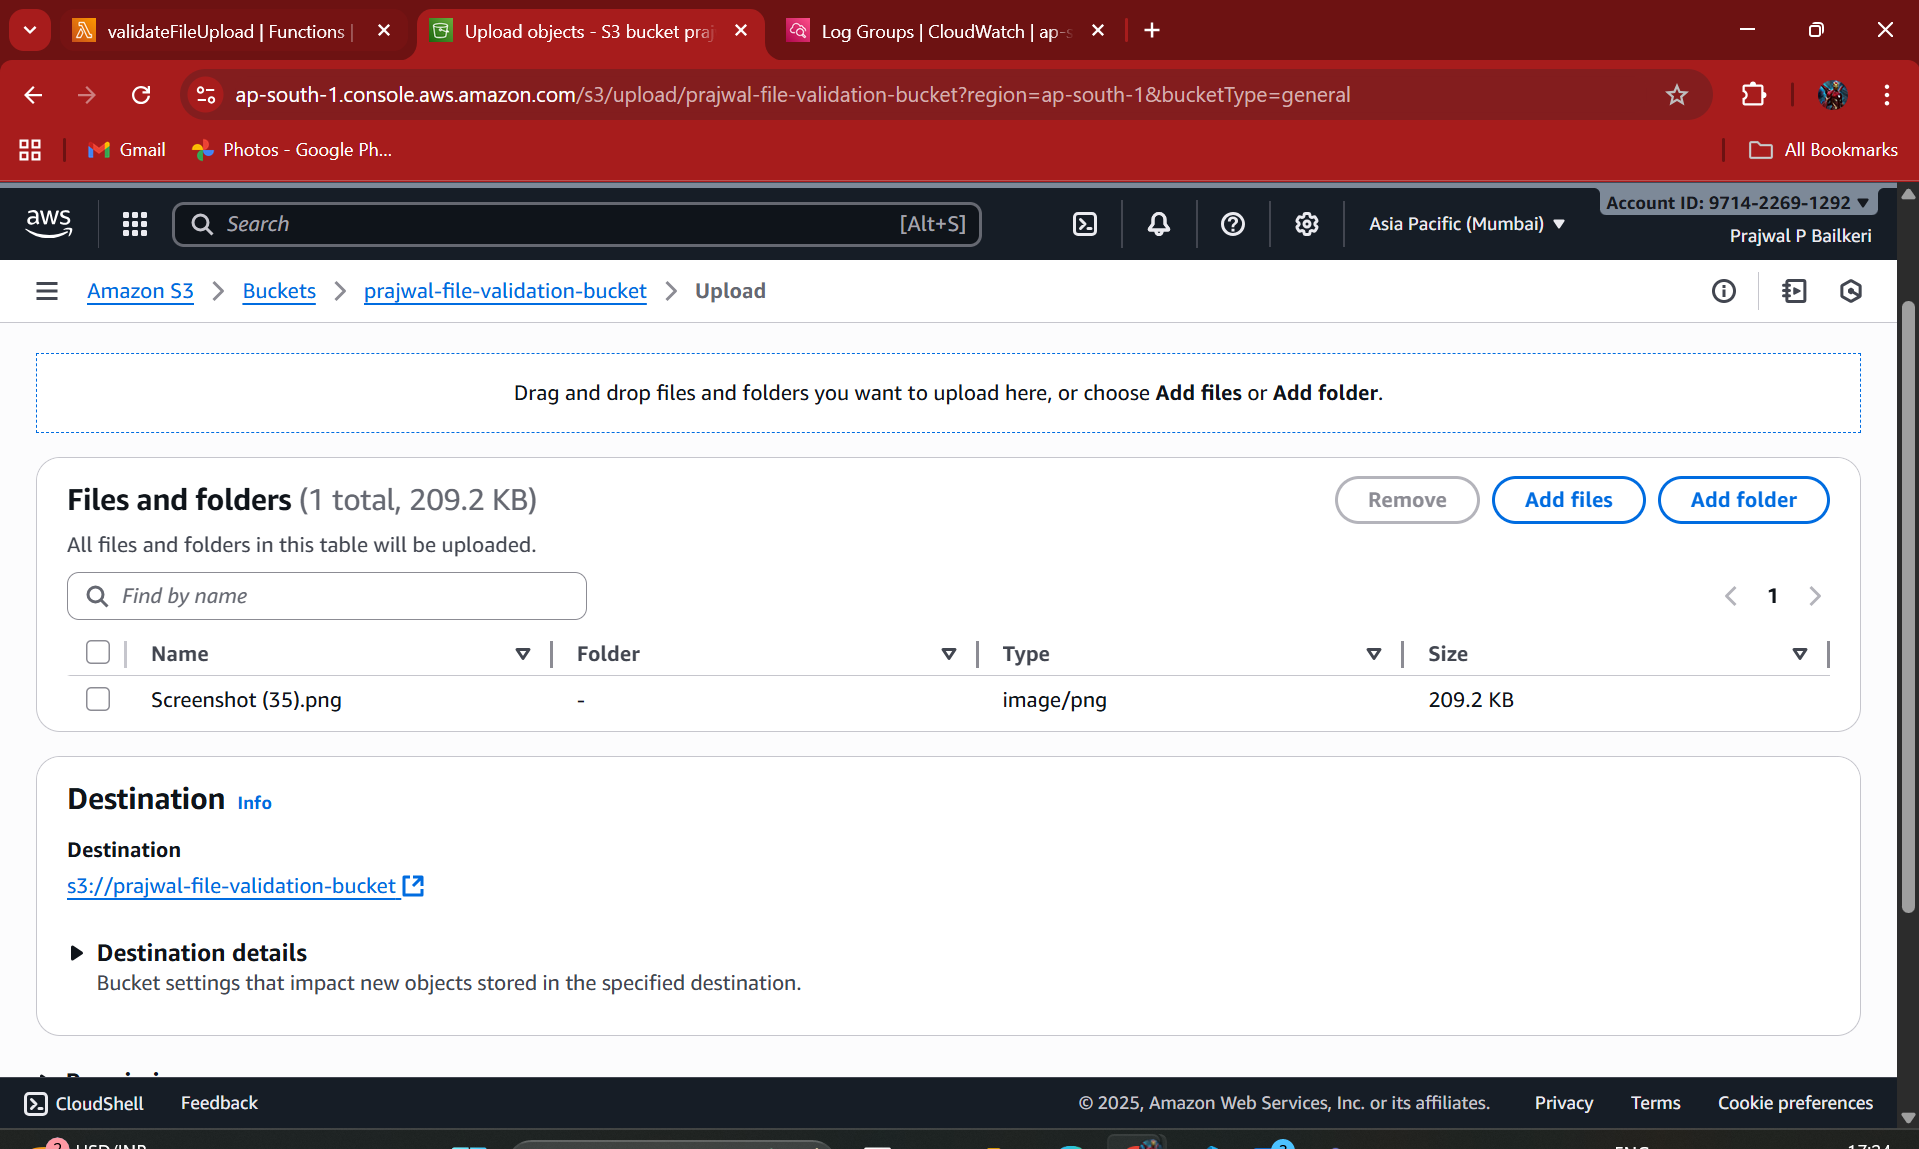 validateFileUpload | Functions |
Upload objects - S3 bucket praj
Log Groups | CloudWatch | ap-s
ap-south-1.console.aws.amazon.com/s3/upload/prajwal-file-validation-bucket?region=ap-south-1&bucketType=general
Gmail
Photos - Google Ph...
All Bookmarks
aws
Search
[Alt+S]
Asia Pacific (Mumbai)
Account ID: 9714-2269-1292
Prajwal P Bailkeri
Amazon S3 > Buckets > prajwal-file-validation-bucket > Upload
Drag and drop files and folders you want to upload here, or choose Add files or Add folder.
Files and folders (1 total, 209.2 KB)
Remove
Add files
Add folder
All files and folders in this table will be uploaded.
Find by name
1
Name Folder Type Size
Screenshot (35).png - image/png 209.2 KB
Destination Info
Destination
s3://prajwal-file-validation-bucket
Destination details
Bucket settings that impact new objects stored in the specified destination.
CloudShell
Feedback
© 2025, Amazon Web Services, Inc. or its affiliates.
Privacy
Terms
Cookie preferences